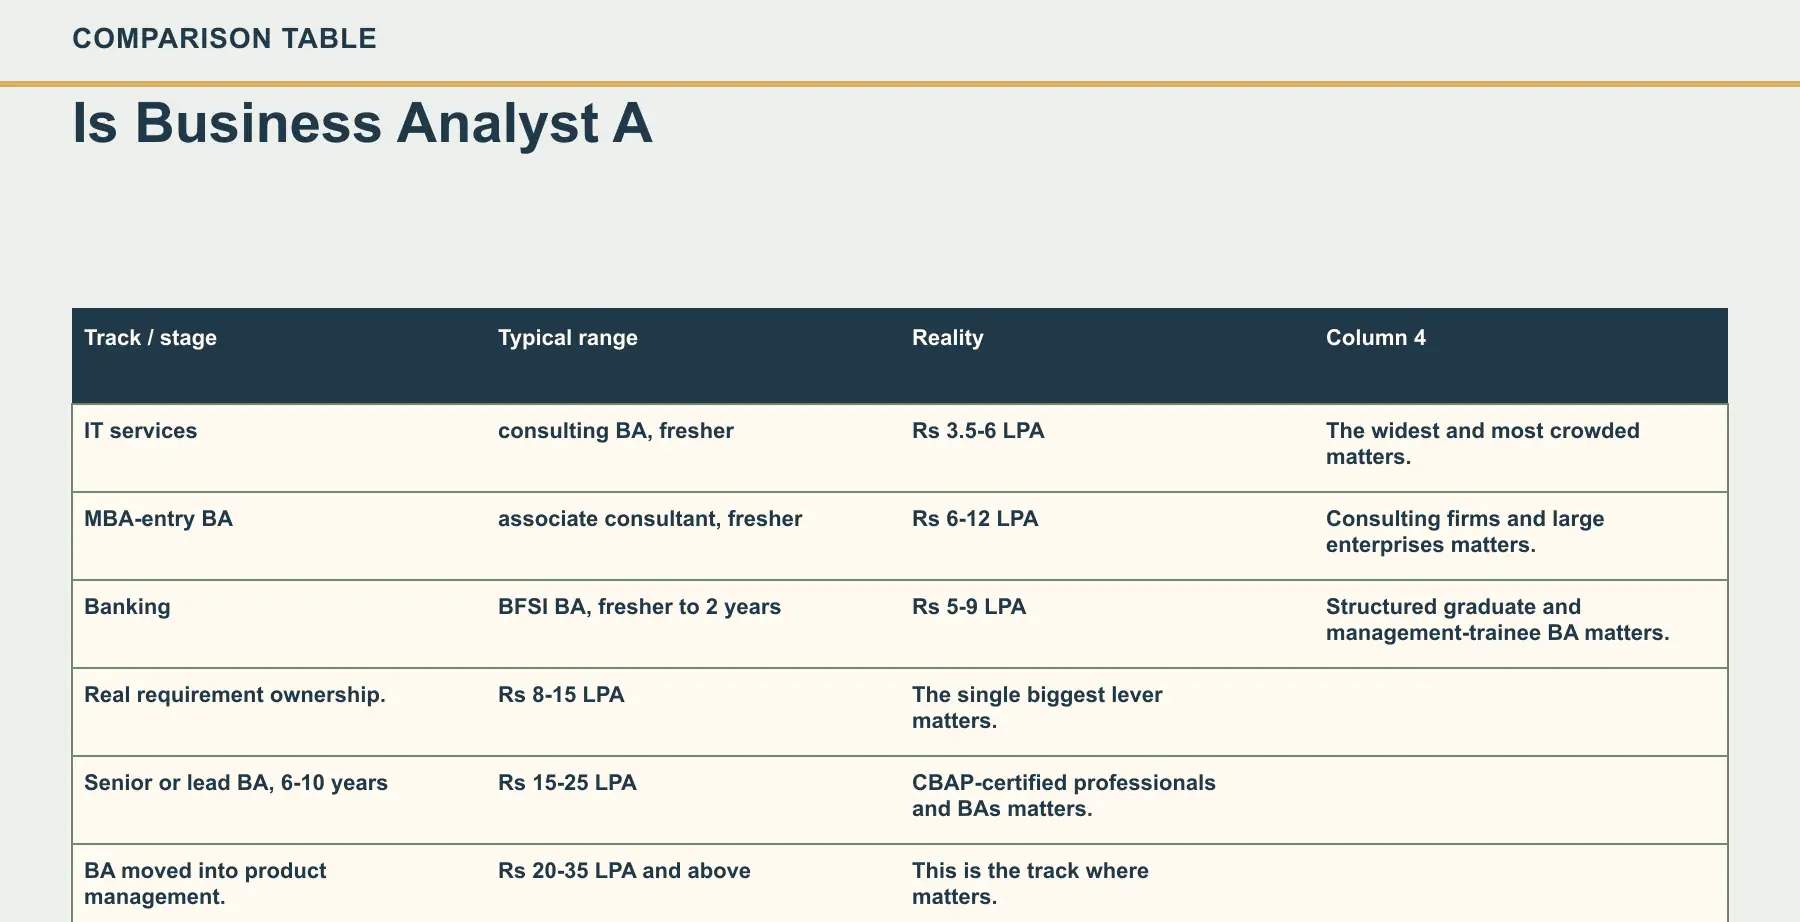 COMPARISON TABLE
Is Business Analyst A
Track / stage
Typical range
Reality
Column 4
IT services
consulting BA, fresher
Rs 3.5-6 LPA
The widest and most crowded
matters.
MBA-entry BA
associate consultant, fresher
Rs 6-12 LPA
Consulting firms and large
enterprises matters.
Banking
BFSI BA, fresher to 2 years
Rs 5-9 LPA
Structured graduate and
management-trainee BA matters.
Real requirement ownership.
Rs 8-15 LPA
The single biggest lever
matters.
Senior or lead BA, 6-10 years
Rs 15-25 LPA
CBAP-certified professionals
and BAs matters.
BA moved into product
management.
Rs 20-35 LPA and above
This is the track where
matters.